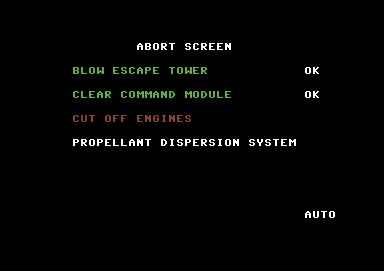 ABORT SCREEN
BLOW ESCAPE TOWER OK
CLEAR COMMAND MODULE OK
CUT OFF ENGINES
PROPELLANT DISPERSION SYSTEM
AUTO